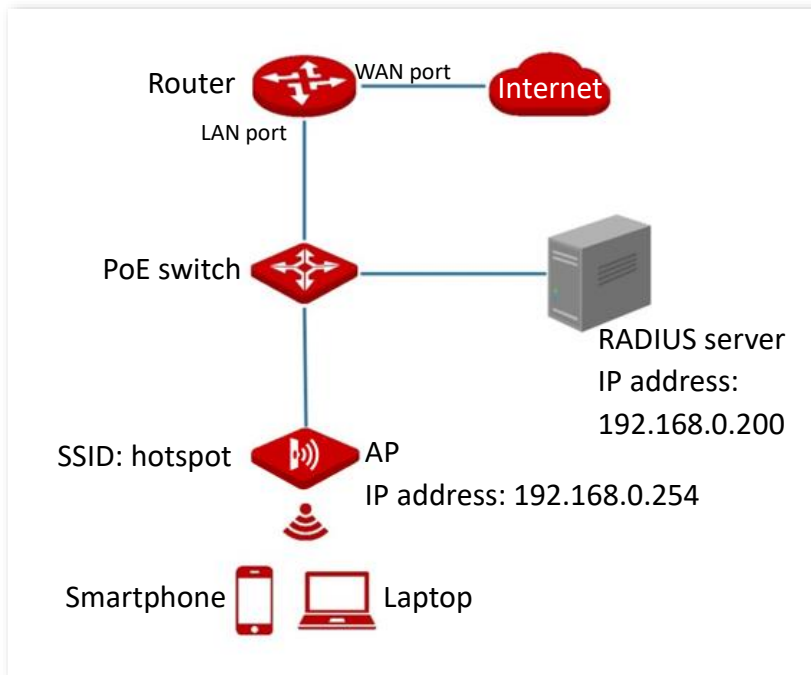 Router
WAN port
Internet
LAN port
PoE switch
RADIUS server
IP address:
192.168.0.200
SSID: hotspot
AP
IP address: 192.168.0.254
Smartphone
Laptop